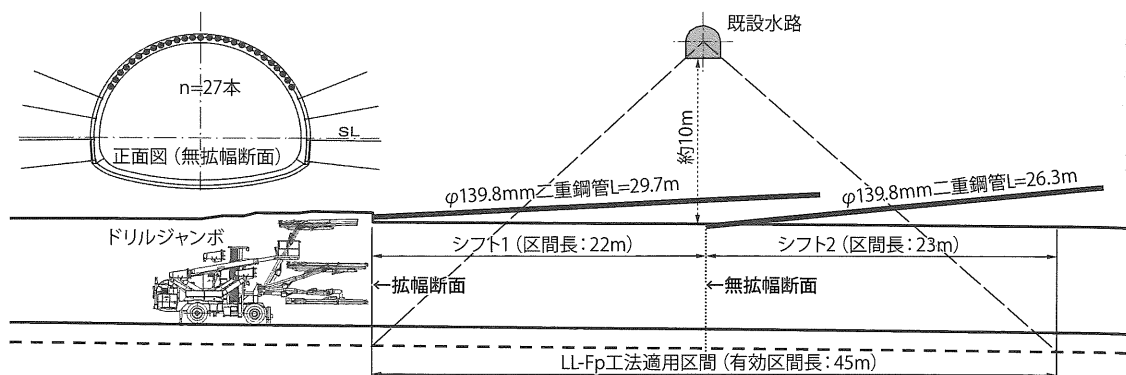 既設水路
n=27本
SL
正面図（無拡幅断面）
約10m
φ139.8mm二重鋼管L=29.7m
φ139.8mm二重鋼管L=26.3m
ドリルジャンボ
シフト1（区間長：22m）
シフト2（区間長：23m）
←拡幅断面
←無拡幅断面
LL-Fp工法適用区間（有効区間長：45m）